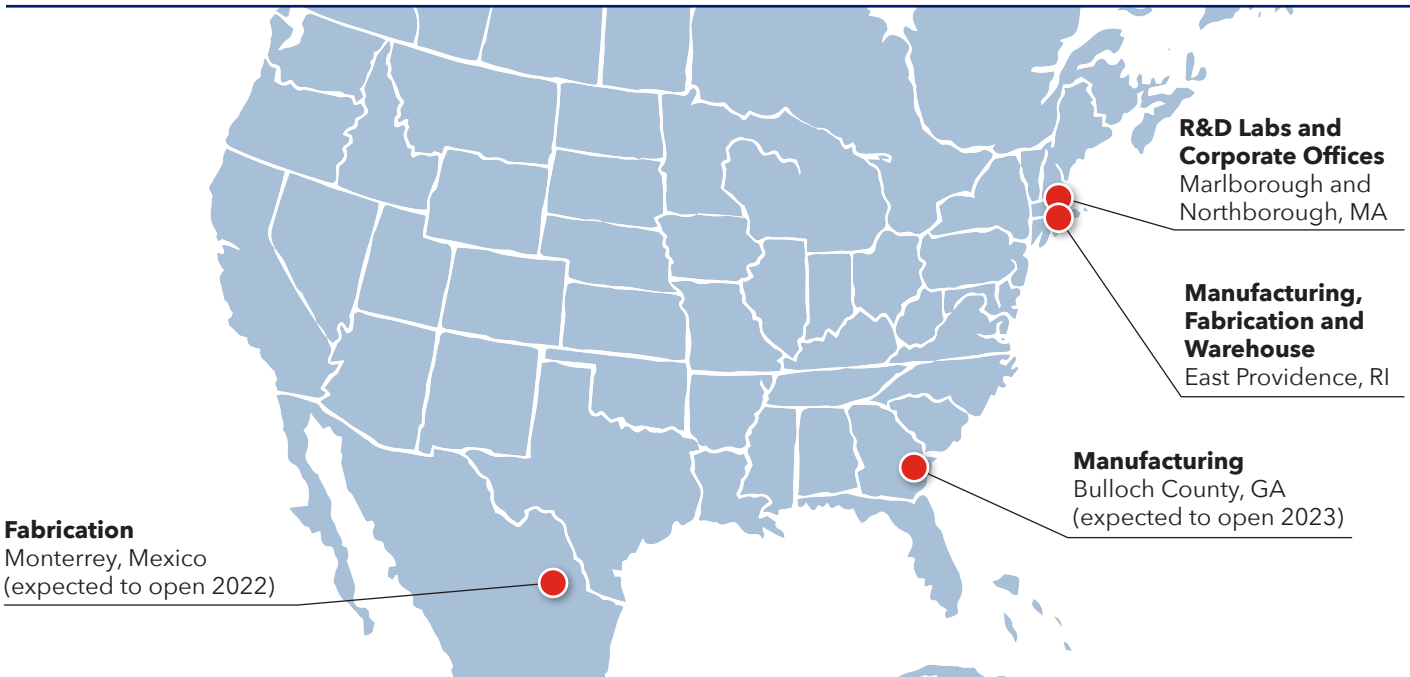 R&D Labs and
Corporate Offices
Marlborough and
Northborough, MA
Manufacturing,
Fabrication and
Warehouse
East Providence, RI
Manufacturing
Bulloch County, GA
(expected to open 2023)
Fabrication
Monterrey, Mexico
(expected to open 2022)